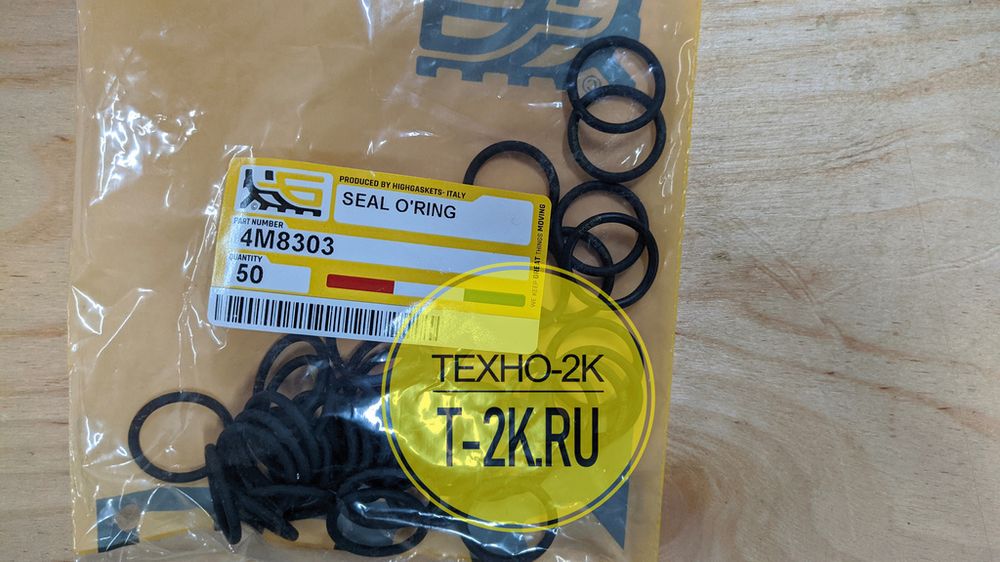 PRODUCED BY HIGHGASKETS- ITALY
SEAL O'RING
PART NUMBER
4M8303
QUANTITY
50
WE KEEP GREAT THINGS MOVING
ТЕХНО-2К
T-2K.RU